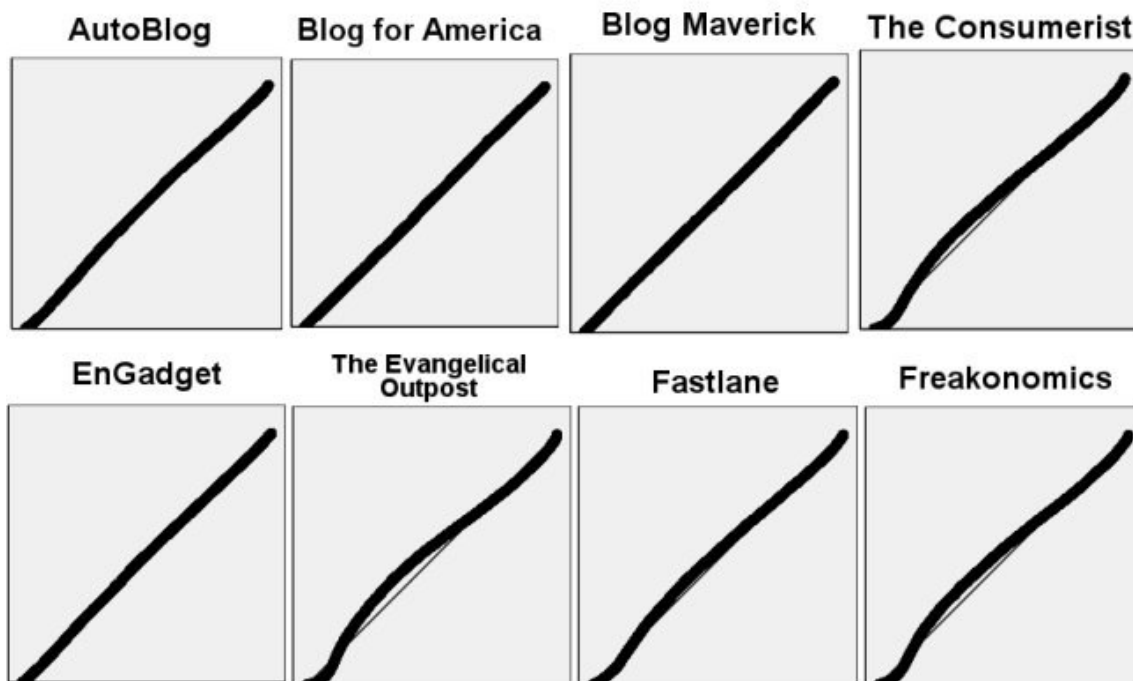 AutoBlog
Blog for America
Blog Maverick
The Consumerist
EnGadget
The Evangelical
Outpost
Fastlane
Freakonomics